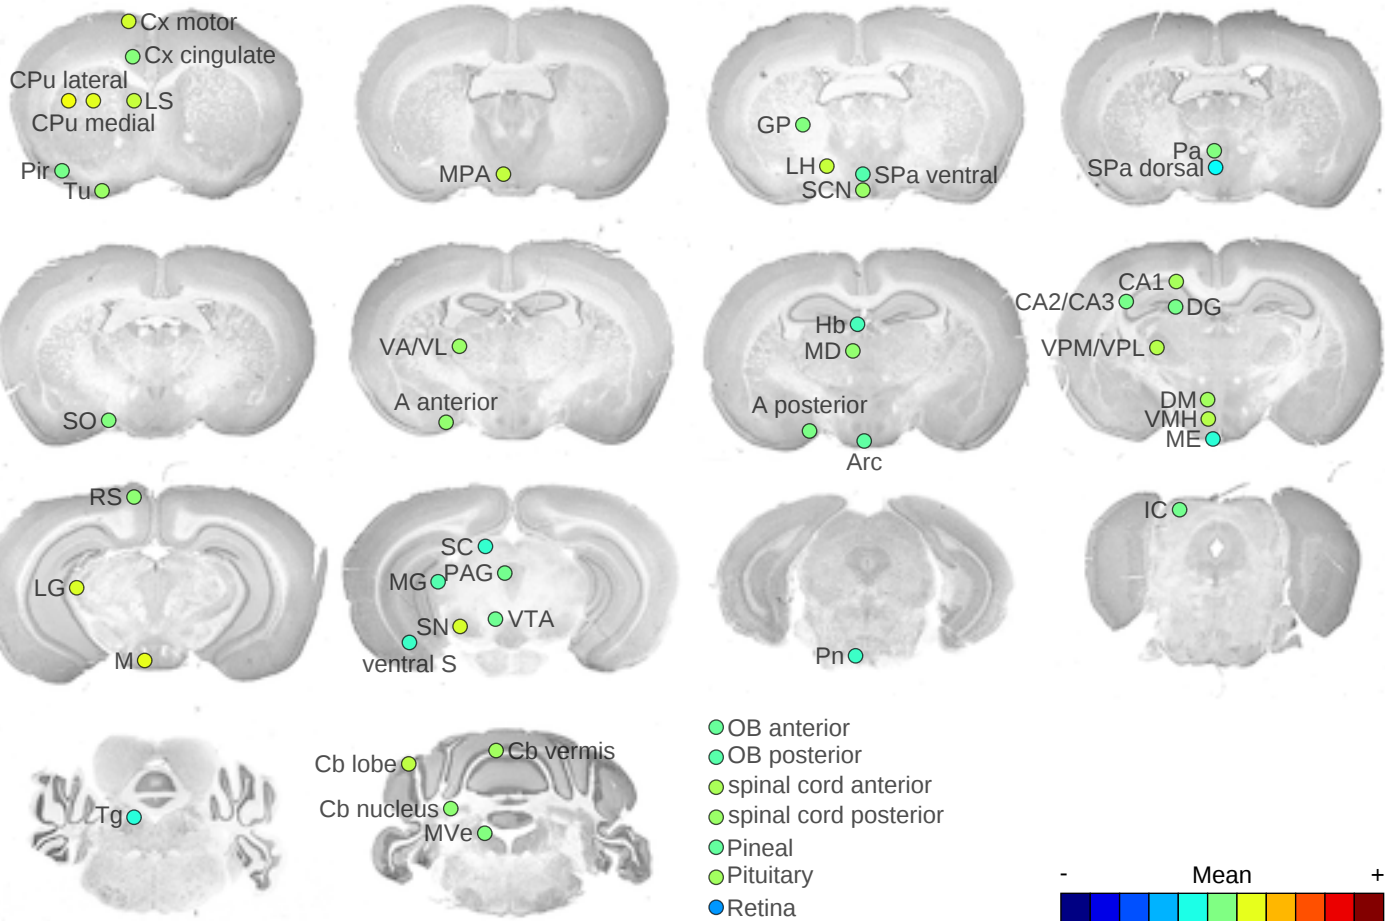 Cx motor
Cx cingulate
CPu lateral
LS
CPu medial
Pir
Tu
MPA
GP
LH
SPa ventral
SCN
Pa
SPa dorsal
SO
VA/VL
A anterior
Hb
MD
A posterior
Arc
CA1
CA2/CA3
DG
VPM/VPL
DM
VMH
ME
RS
LG
M
SC
MG
PAG
SN
VTA
ventral S
Pn
IC
Tg
Cb lobe
Cb vermis
Cb nucleus
MVe
OB anterior
OB posterior
spinal cord anterior
spinal cord posterior
Pineal
Pituitary
Retina
- Mean +